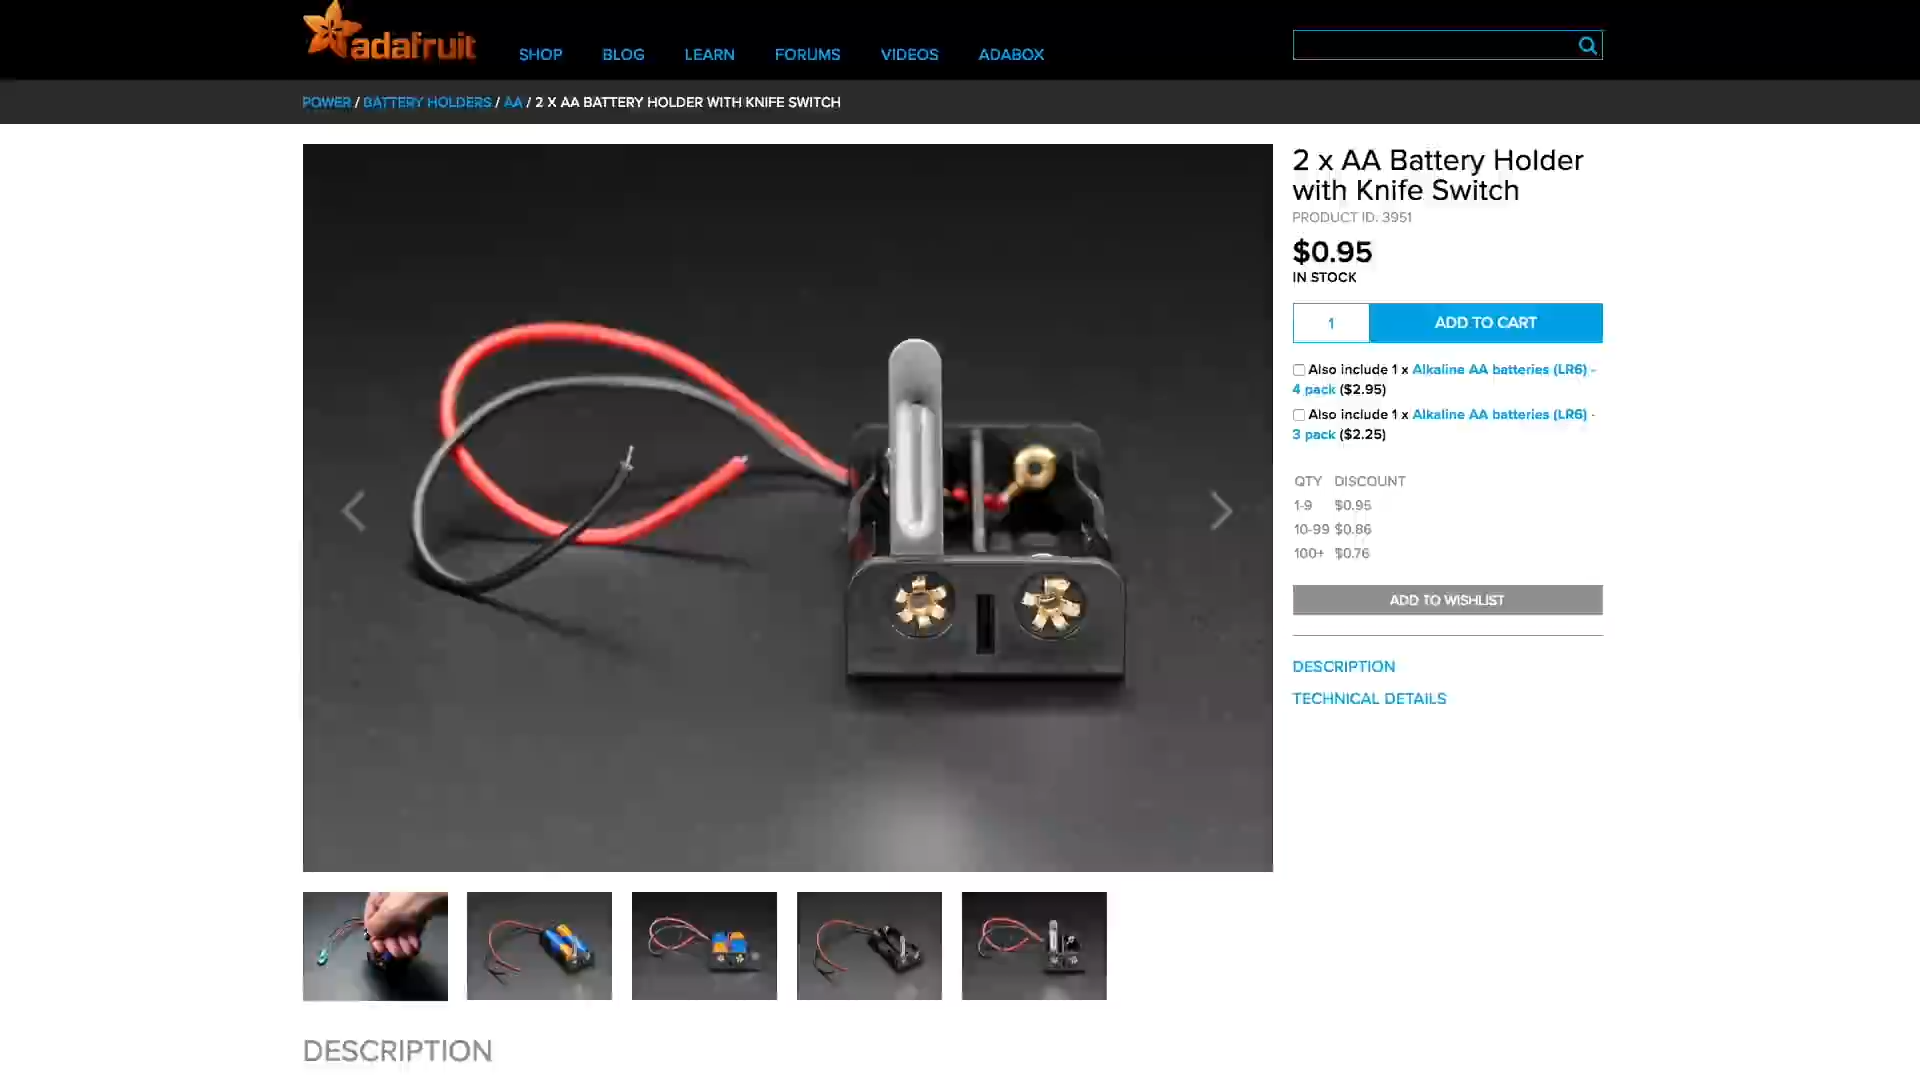 adafruit
SHOP BLOG LEARN FORUMS VIDEOS ADABOX
POWER / BATTERY HOLDERS / AA / 2 X AA BATTERY HOLDER WITH KNIFE SWITCH
2 x AA Battery Holder
with Knife Switch
PRODUCT ID: 3951
$0.95
IN STOCK
1 ADD TO CART
Also include 1 x Alkaline AA batteries (LR6) -
4 pack ($2.95)
Also include 1 x Alkaline AA batteries (LR6) -
3 pack ($2.25)
QTY DISCOUNT
1-9 $0.95
10-99 $0.86
100+ $0.76
ADD TO WISHLIST
DESCRIPTION
TECHNICAL DETAILS
DESCRIPTION